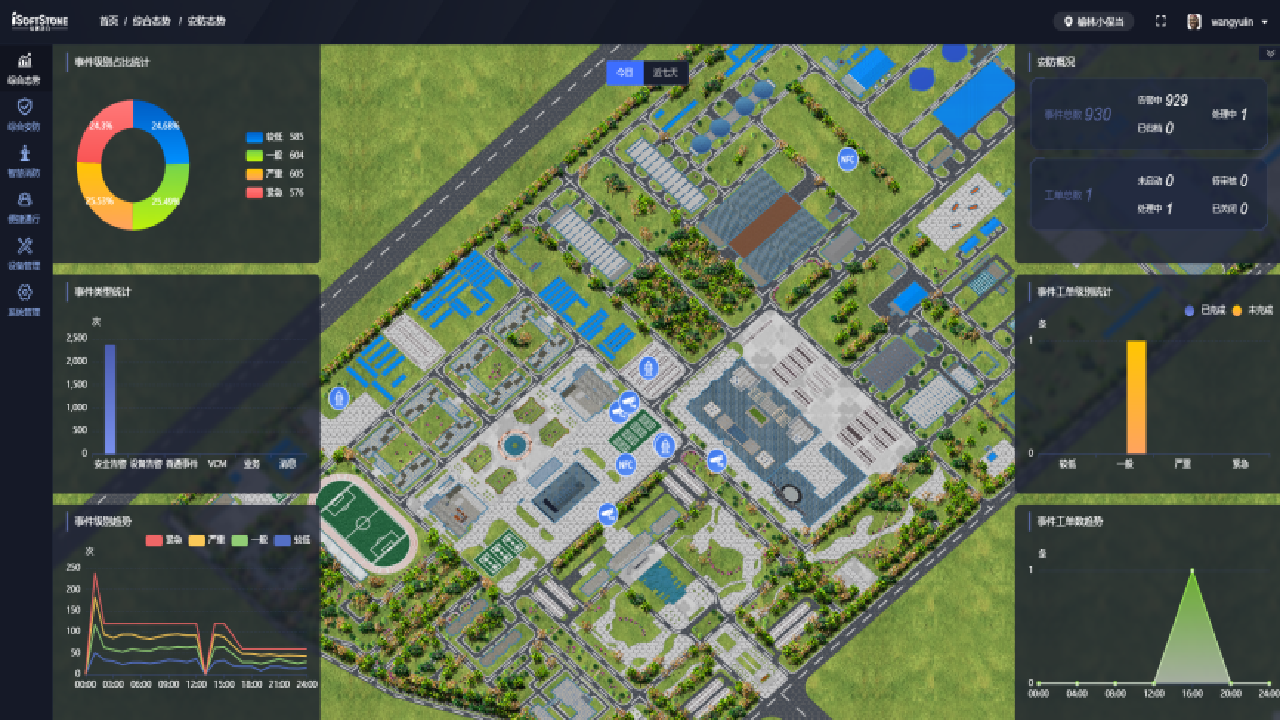 iSoftStone
首页 / 综合态势 / 安防态势
榆林小保当
wangyulin
综合态势
综合安防
智慧消防
便捷通行
设备管理
系统管理
事件级别占比统计
24.3%
24.68%
25.53%
25.49%
较低 585
一般 604
严重 605
紧急 576
事件类型统计
次
2,500
2,000
1,500
1,000
500
0
安全告警 设备告警 普通事件 VCM 业务 消息
事件级别趋势
紧急 严重 一般 较低
次
250
200
150
100
50
0
00:00 03:00 06:00 09:00 12:00 15:00 18:00 21:00 24:00
今日 近七天
NFC
NFC
安防概况
事件总数 930
告警中 929
处理中 1
已归档 0
工单总数 1
未启动 0
待审核 0
处理中 1
已关闭 0
事件工单级别统计
已完成 未完成
条
1
0
较低 一般 严重 紧急
事件工单数趋势
条
1
0
00:00 04:00 08:00 12:00 16:00 20:00 24:00